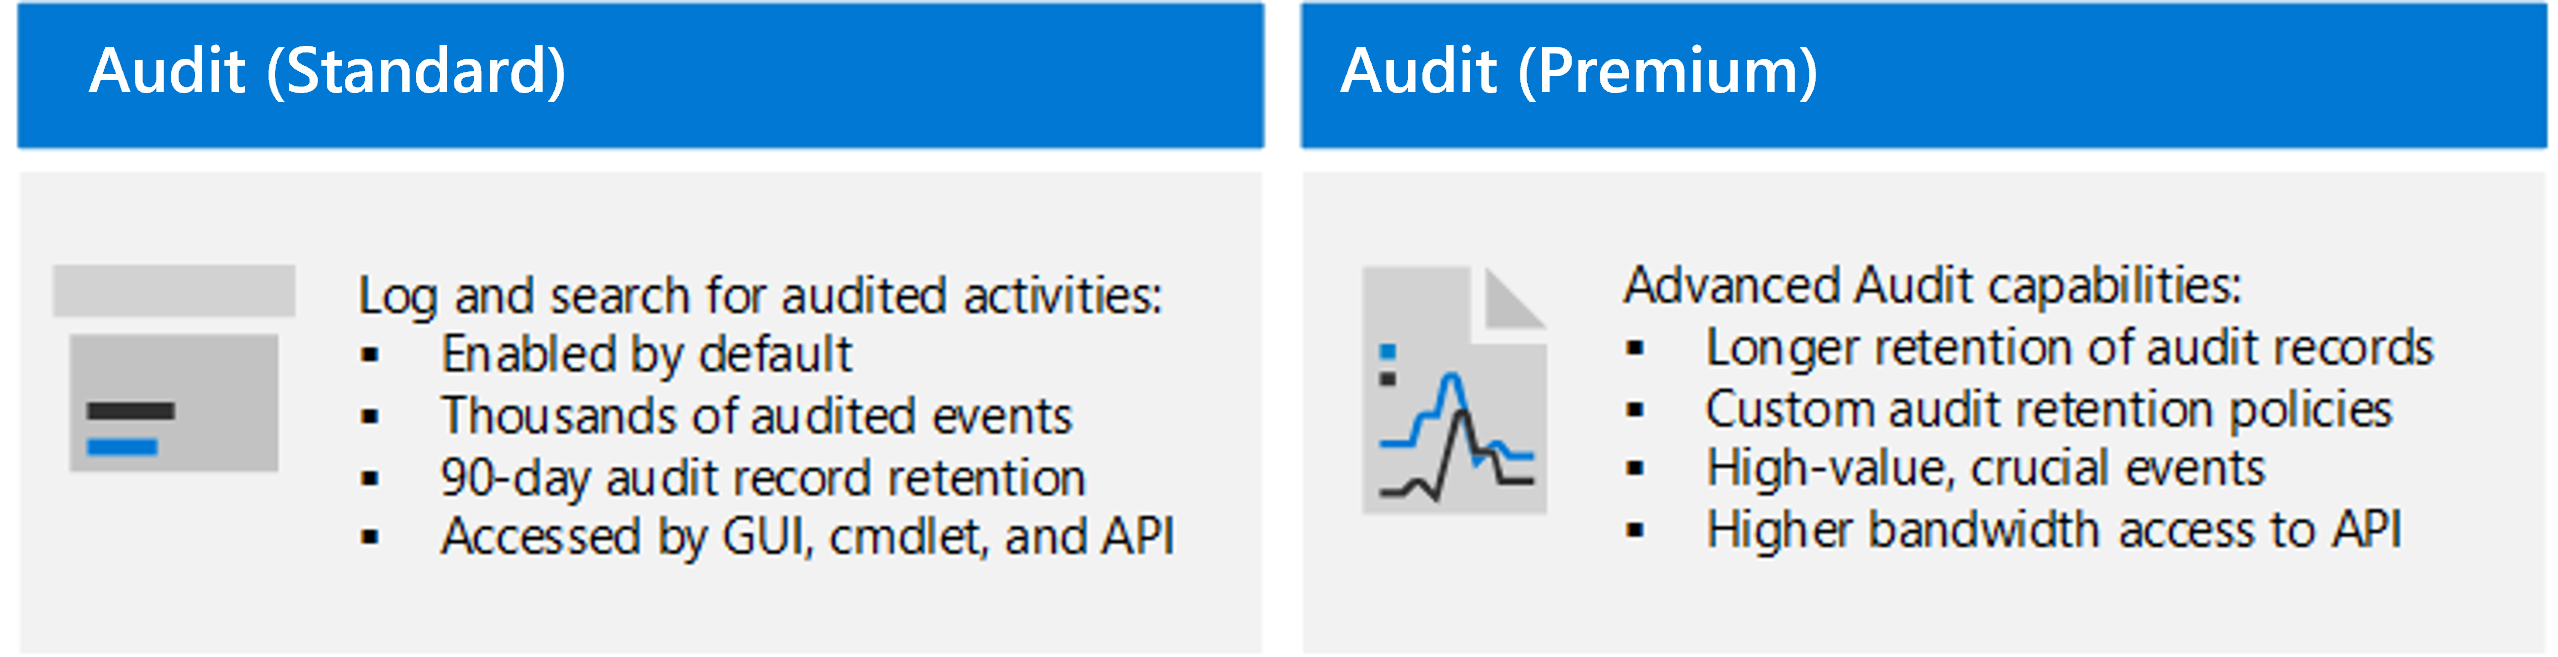 Audit (Standard)
Log and search for audited activities:
▪ Enabled by default
▪ Thousands of audited events
▪ 90-day audit record retention
▪ Accessed by GUI, cmdlet, and API
Audit (Premium)
Advanced Audit capabilities:
▪ Longer retention of audit records
▪ Custom audit retention policies
▪ High-value, crucial events
▪ Higher bandwidth access to API